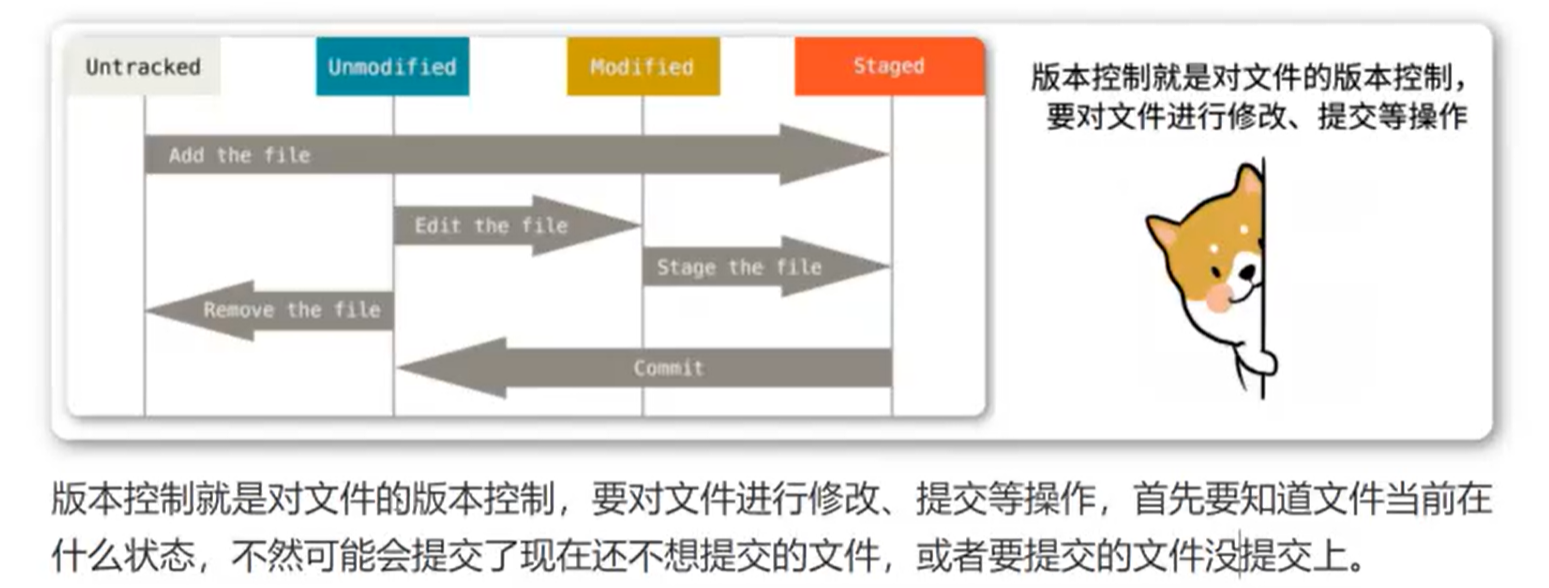 Untracked Unmodified Modified Staged
版本控制就是对文件的版本控制，
要对文件进行修改、提交等操作
Add the file
Edit the file
Stage the file
Remove the file
Commit
版本控制就是对文件的版本控制，要对文件进行修改、提交等操作，首先要知道文件当前在
什么状态，不然可能会提交了现在还不想提交的文件，或者要提交的文件没提交上。